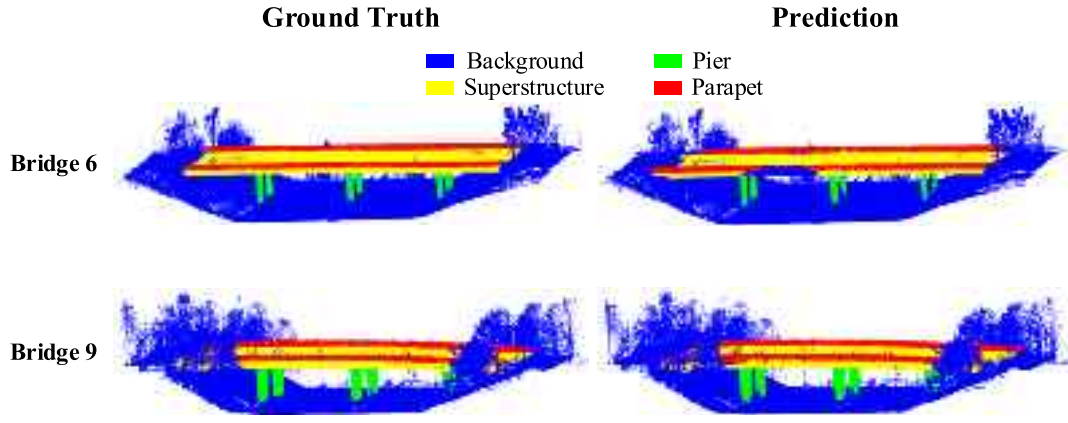 Ground Truth Prediction
Background Pier
Superstructure Parapet
Bridge 6
Bridge 9